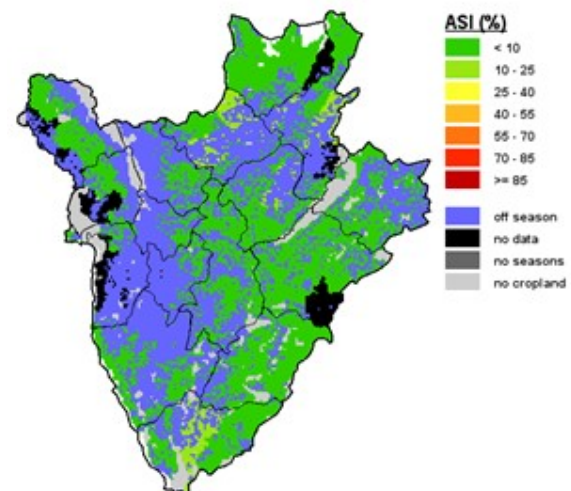 ASI (%)
< 10
10 - 25
25 - 40
40 - 55
55 - 70
70 - 85
>= 85
off season
no data
no seasons
no cropland